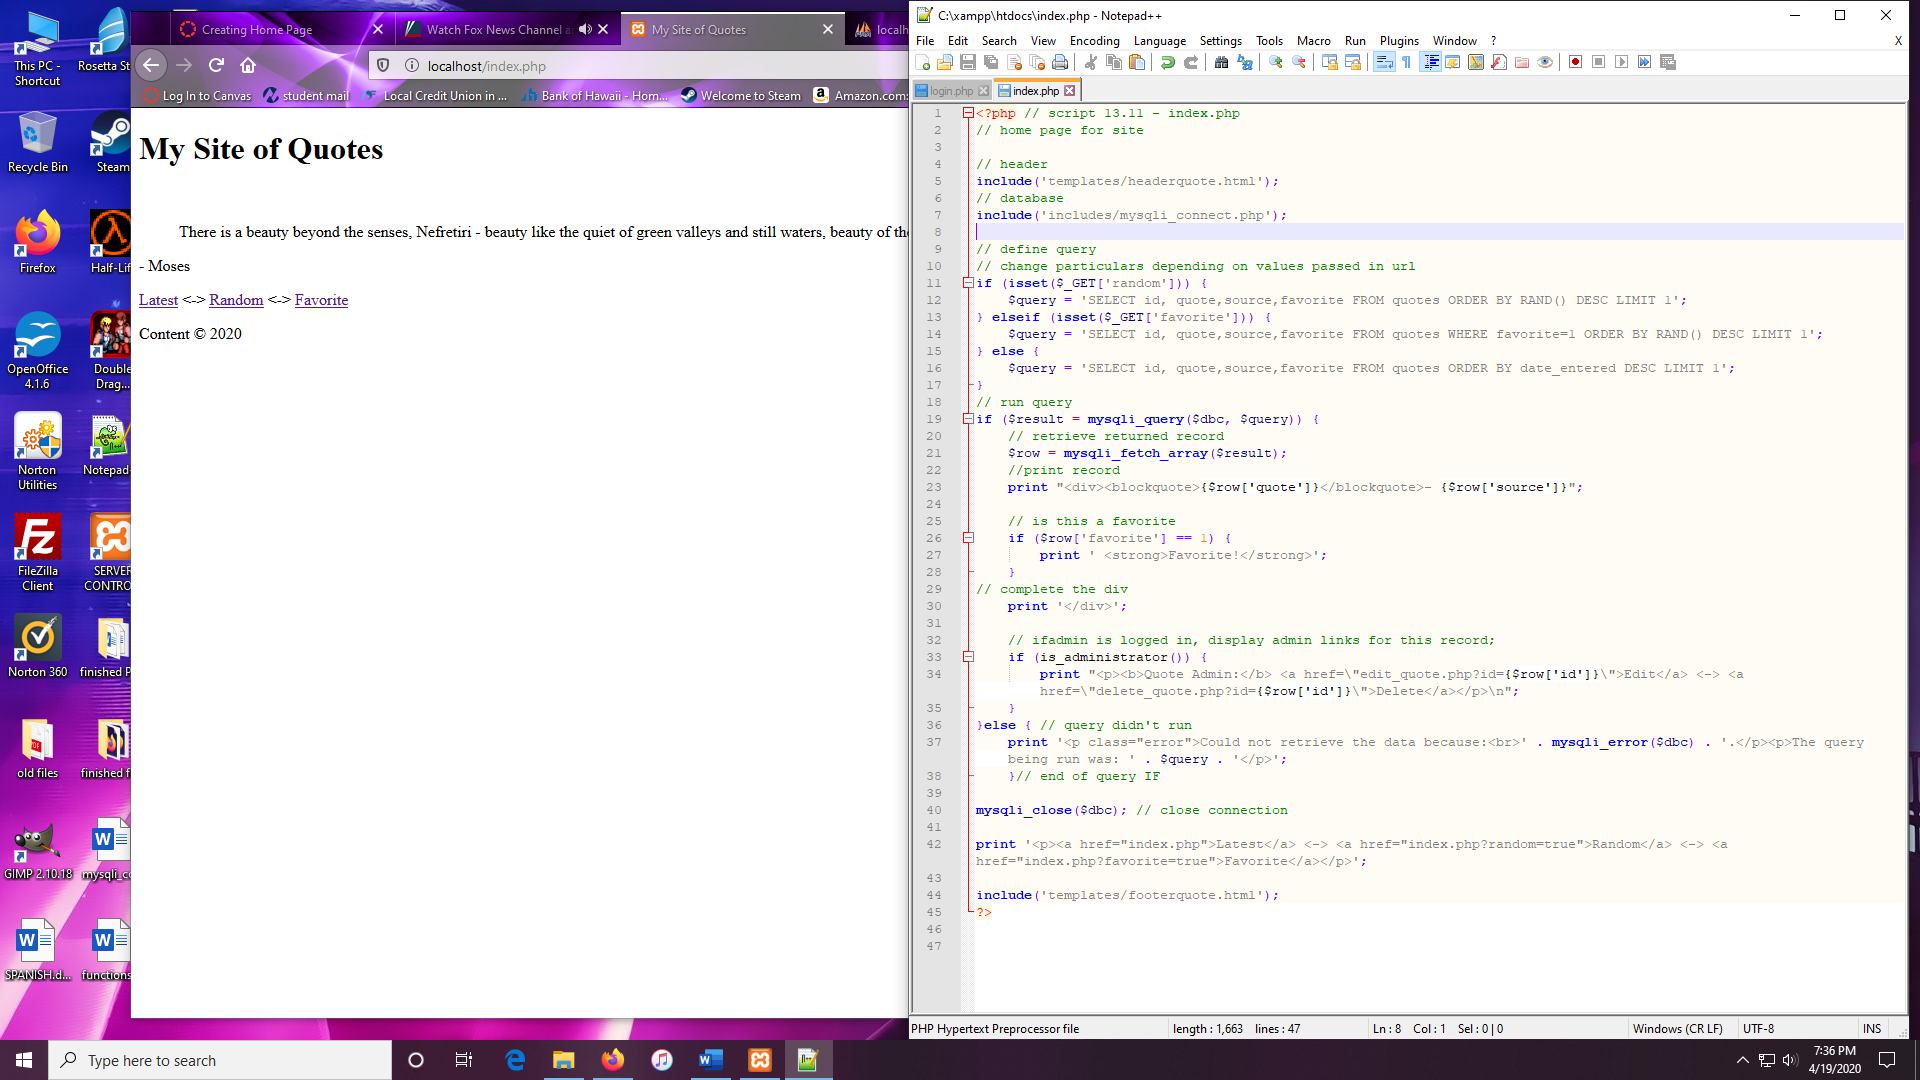 This PC -
Shortcut
Rosetta St
Recycle Bin
Steam
Firefox
Half-Lif
OpenOffice
4.1.6
Double
Drag...
Norton
Utilities
Notepad
FileZilla
Client
SERVER
CONTRO
Norton 360
finished P
old files
finished f
GIMP 2.10.18
mysqli_co
SPANISH.d...
functions
Creating Home Page
Watch Fox News Channel a
My Site of Quotes
localh
localhost/index.php
Log In to Canvas
student mail
Local Credit Union in ...
Bank of Hawaii - Hom...
Welcome to Steam
Amazon.com:
My Site of Quotes
There is a beauty beyond the senses, Nefretiri - beauty like the quiet of green valleys and still waters, beauty of the
- Moses
Latest <-> Random <-> Favorite
Content © 2020
C:\xampp\htdocs\index.php - Notepad++
File Edit Search View Encoding Language Settings Tools Macro Run Plugins Window ? X
login.php
index.php
1 <?php // script 13.11 - index.php
2 // home page for site
3
4 // header
5 include('templates/headerquote.html');
6 // database
7 include('includes/mysqli_connect.php');
8
9 // define query
10 // change particulars depending on values passed in url
11 if (isset($_GET['random'])) {
12 $query = 'SELECT id, quote,source,favorite FROM quotes ORDER BY RAND() DESC LIMIT 1';
13 } elseif (isset($_GET['favorite'])) {
14 $query = 'SELECT id, quote,source,favorite FROM quotes WHERE favorite=1 ORDER BY RAND() DESC LIMIT 1';
15 } else {
16 $query = 'SELECT id, quote,source,favorite FROM quotes ORDER BY date_entered DESC LIMIT 1';
17 }
18 // run query
19 if ($result = mysqli_query($dbc, $query)) {
20 // retrieve returned record
21 $row = mysqli_fetch_array($result);
22 //print record
23 print "<div><blockquote>{$row['quote']}</blockquote>- {$row['source']}";
24
25 // is this a favorite
26 if ($row['favorite'] == 1) {
27 print ' <strong>Favorite!</strong>';
28 }
29 // complete the div
30 print '</div>';
31
32 // ifadmin is logged in, display admin links for this record;
33 if (is_administrator()) {
34 print "<p><b>Quote Admin:</b> <a href=\"edit_quote.php?id={$row['id']}\">Edit</a> <-> <a
href=\"delete_quote.php?id={$row['id']}\">Delete</a></p>\n";
35 }
36 }else { // query didn't run
37 print '<p class="error">Could not retrieve the data because:<br>' . mysqli_error($dbc) . '.</p><p>The query
being run was: ' . $query . '</p>';
38 }// end of query IF
39
40 mysqli_close($dbc); // close connection
41
42 print '<p><a href="index.php">Latest</a> <-> <a href="index.php?random=true">Random</a> <-> <a
href="index.php?favorite=true">Favorite</a></p>';
43
44 include('templates/footerquote.html');
45 ?>
46
47
PHP Hypertext Preprocessor file
length : 1,663 lines : 47
Ln : 8 Col : 1 Sel : 0 | 0
Windows (CR LF)
UTF-8
INS
Type here to search
7:36 PM
4/19/2020